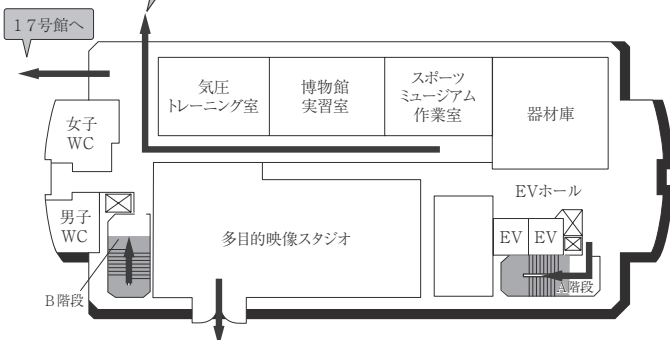 17号館へ
気圧
トレーニング室
博物館
実習室
スポーツ
ミュージアム
作業室
器材庫
女子
WC
EVホール
男子
WC
多目的映像スタジオ
EV
EV
B階段
A階段